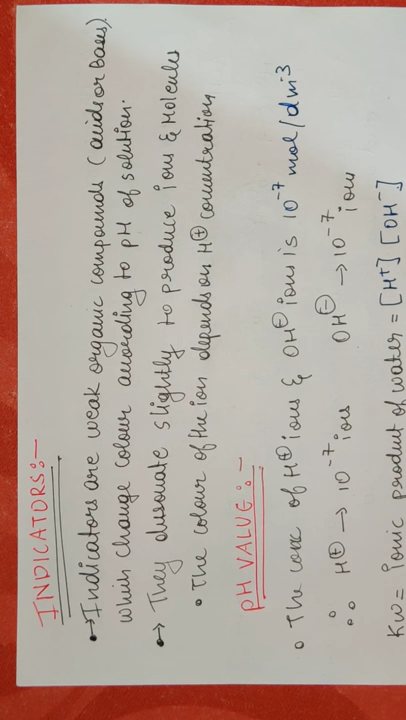 INDICATORS:-
→ Indicators are weak organic compounds (acids or bases)
which change colour according to pH of solution.
→ They dissociate slightly to produce ions & molecules
• The colour of the ion depends on H⊕ concentration
pH VALUE:-
• The conc of H⊕ ions & OH⊖ ions is 10⁻⁷ mol/dm-3
∴ H⊕ → 10⁻⁷ ions OH⊖ → 10⁻⁷ ions
Kw = Ionic product of water = [H⁺] [OH⁻]